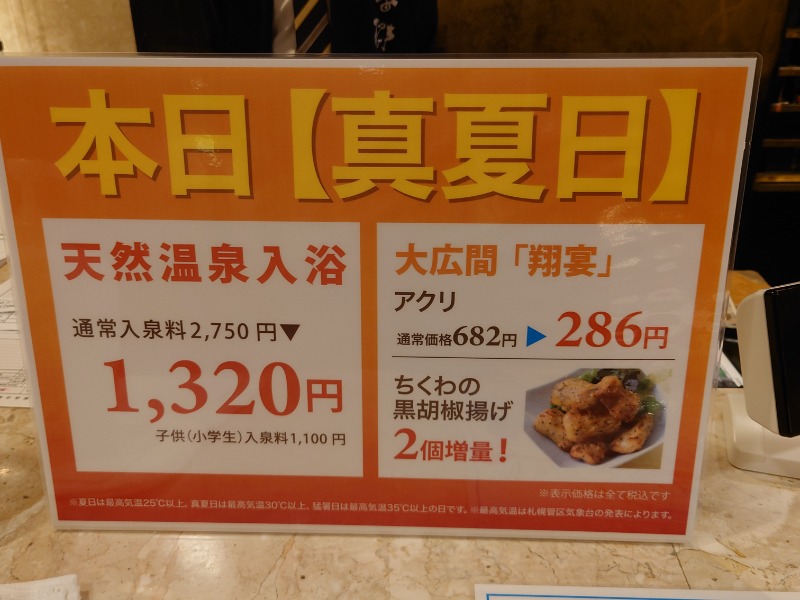 本日【真夏日】
天然温泉入浴
通常入泉料2,750円▼
1,320円
子供(小学生)入泉料1,100円
大広間「翔宴」
アクリ
通常価格682円▶286円
ちくわの
黒胡椒揚げ
2個増量!
※表示価格は全て税込です
※夏日は最高気温25℃以上、真夏日は最高気温30℃以上、猛暑日は最高気温35℃以上の日です。※最高気温は札幌管区気象台の発表によります。